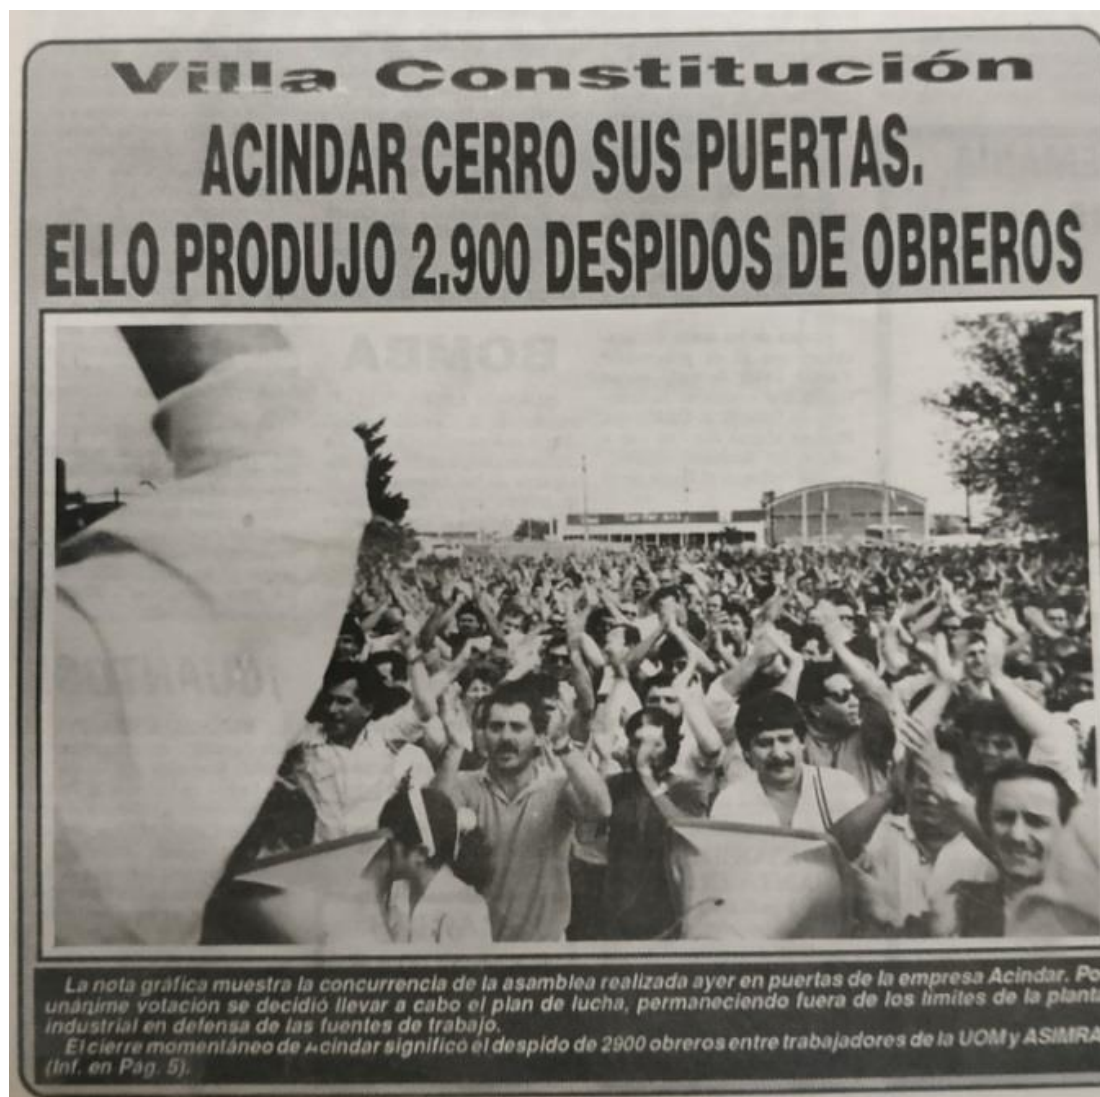 Villa Constitución
ACINDAR CERRO SUS PUERTAS.
ELLO PRODUJO 2.900 DESPIDOS DE OBREROS
La nota gráfica muestra la concurrencia de la asamblea realizada ayer en puertas de la empresa Acindar. Po
unánime votación se decidió llevar a cabo el plan de lucha, permaneciendo fuera de los límites de la planta
industrial en defensa de las fuentes de trabajo.
El cierre momentáneo de Acindar significó el despido de 2900 obreros entre trabajadores de la UOM y ASIMRA
(Inf. en Pág. 5).